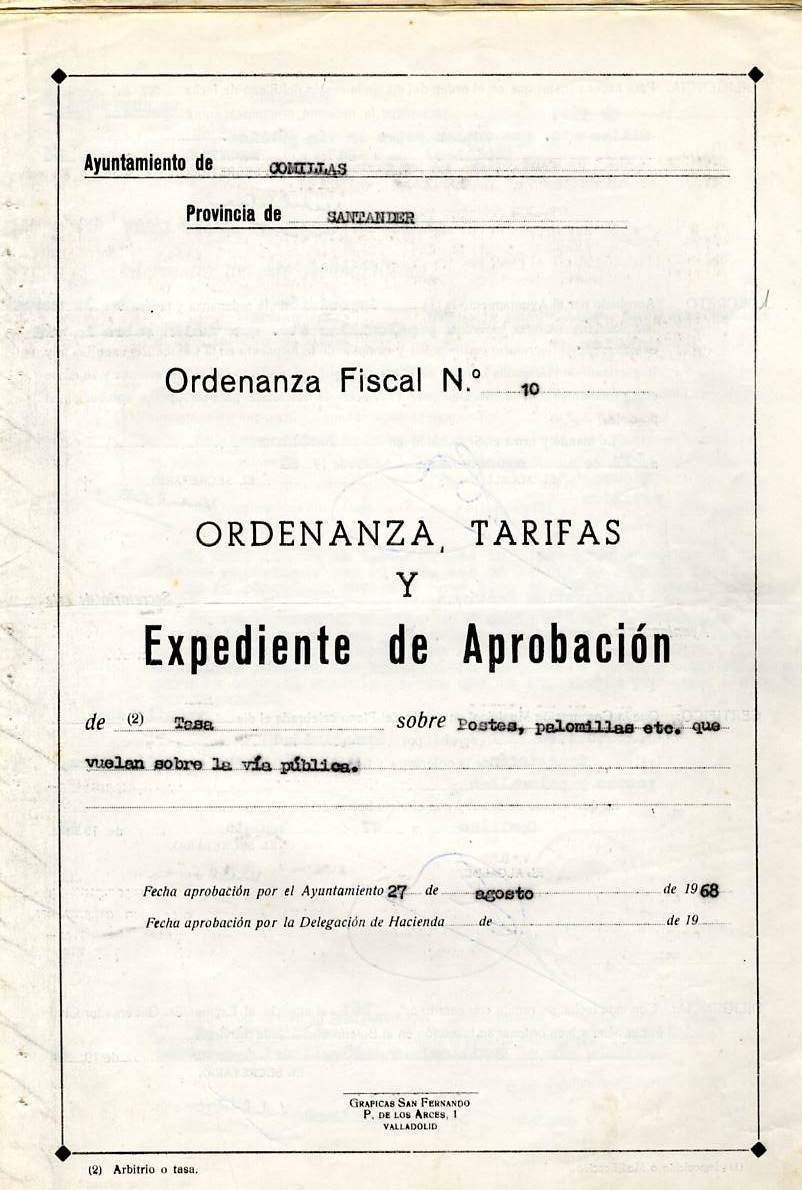 Ayuntamiento de COMILLAS
Provincia de SANTANDER
Ordenanza Fiscal N.º 10
ORDENANZA, TARIFAS
Y
Expediente de Aprobación
de (2) Tasa sobre Postes, palomillas etc. que
vuelan sobre la vía pública.
Fecha aprobación por el Ayuntamiento 27 de agosto de 1968
Fecha aprobación por la Delegación de Hacienda de de 19
GRAFICAS SAN FERNANDO
P. DE LOS ARCES, 1
VALLADOLID
(2) Arbitrio o tasa.